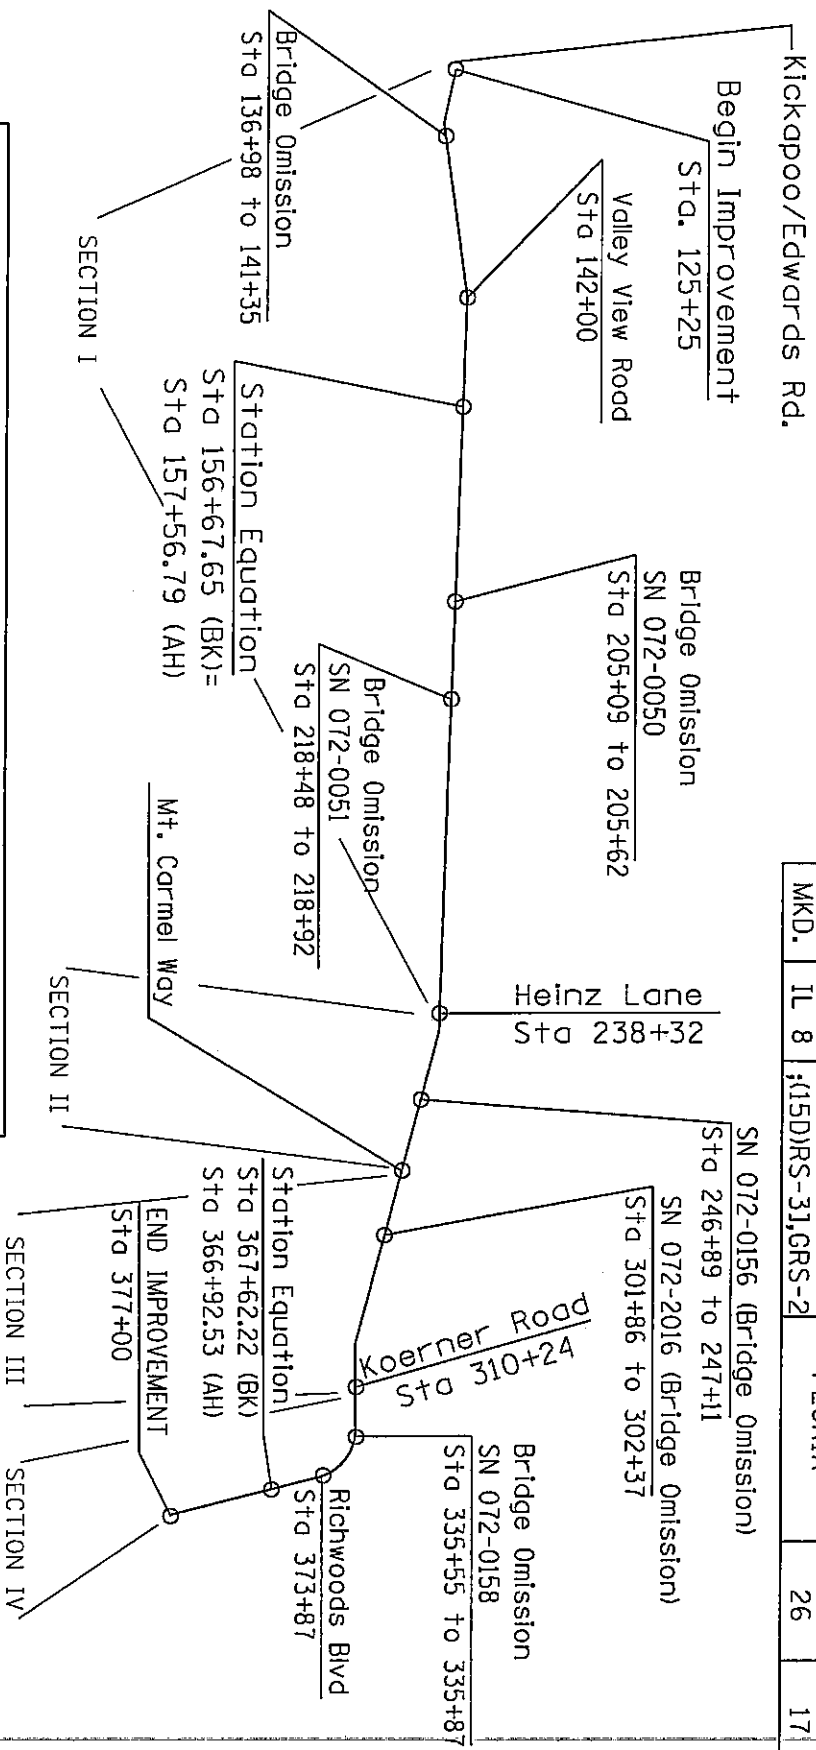 MKD.
IL 8
;(15D)RS-3],GRS-2
26
17
Kickapoo/Edwards Rd.
Begin Improvement
Sta. 125+25
Valley View Road
Sta 142+00
Bridge Omission
Sta 136+98 to 141+35
SECTION I
Station Equation
Sta 156+67.65 (BK)=
Sta 157+56.79 (AH)
Bridge Omission
SN 072-0050
Sta 205+09 to 205+62
Bridge Omission
SN 072-0051
Sta 218+48 to 218+92
Heinz Lane
Sta 238+32
SN 072-0156 (Bridge Omission)
Sta 246+89 to 247+11
Mt. Carmel Way
SECTION II
SN 072-2016 (Bridge Omission)
Sta 301+86 to 302+37
Koerner Road
Sta 310+24
Bridge Omission
SN 072-0158
Sta 335+55 to 335+87
Richwoods Blvd
Sta 373+87
Station Equation
Sta 367+62.22 (BK)
Sta 366+92.53 (AH)
END IMPROVEMENT
Sta 377+00
SECTION III
SECTION IV